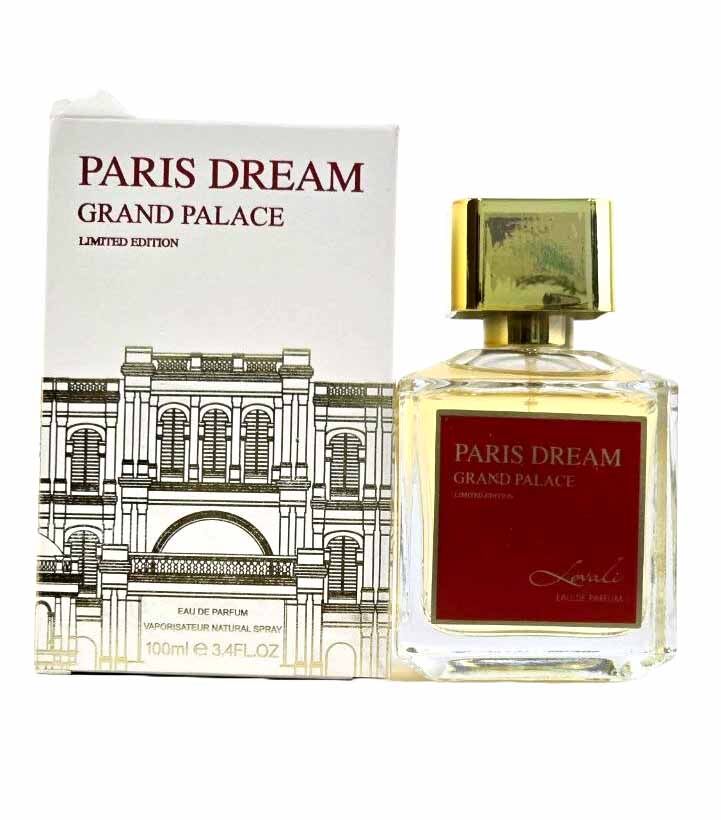 PARIS DREAM
GRAND PALACE
LIMITED EDITION
EAU DE PARFUM
VAPORISATEUR NATURAL SPRAY
100ml ℮ 3.4FL.OZ
PARIS DREAM
GRAND PALACE
LIMITED EDITION
Lovali
EAU DE PARFUM